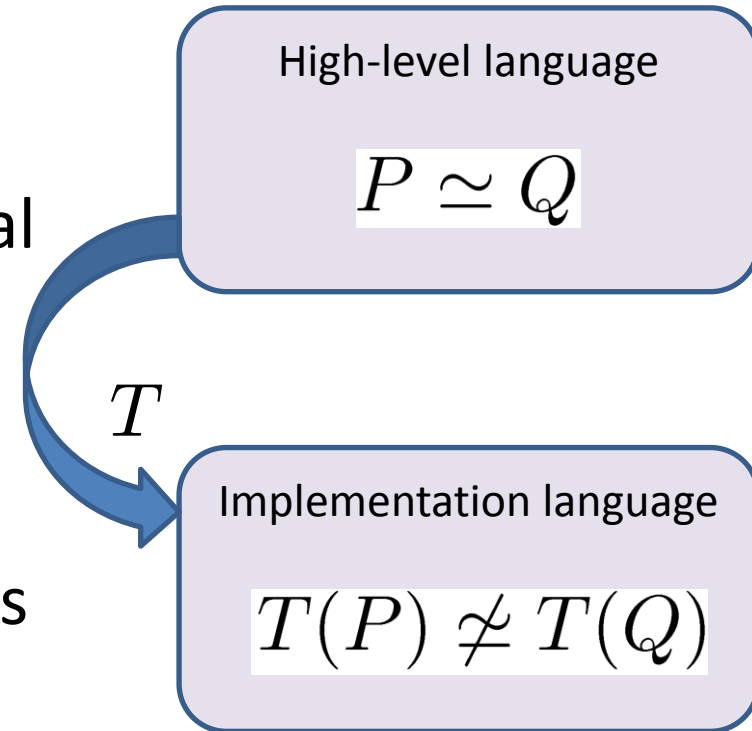 High-level language
P ≃ Q
al
T
Implementation language
s
T(P) ≄ T(Q)